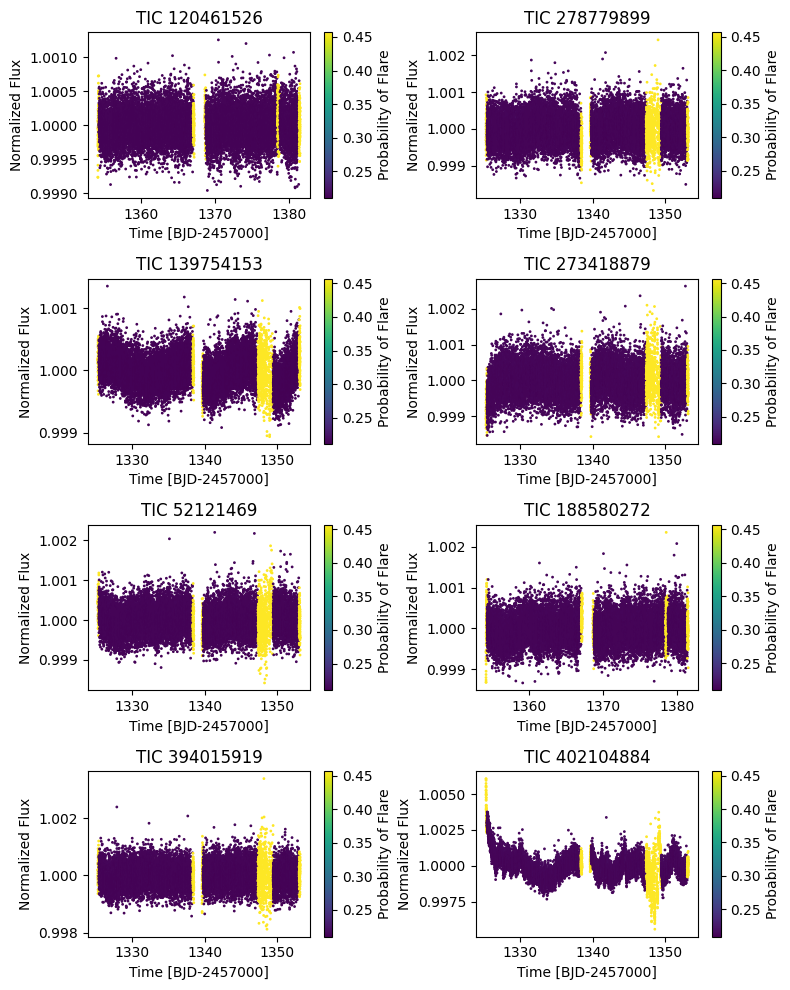 TIC 120461526
1.0010
1.0005
1.0000
0.9995
0.9990
Normalized Flux
1360
1370
1380
Time [BJD-2457000]
0.45
0.40
0.35
0.30
0.25
Probability of Flare
TIC 278779899
1.002
1.001
1.000
0.999
Normalized Flux
1330
1340
1350
Time [BJD-2457000]
0.45
0.40
0.35
0.30
0.25
Probability of Flare
TIC 139754153
1.001
1.000
0.999
Normalized Flux
1330
1340
1350
Time [BJD-2457000]
0.45
0.40
0.35
0.30
0.25
Probability of Flare
TIC 273418879
1.002
1.001
1.000
0.999
Normalized Flux
1330
1340
1350
Time [BJD-2457000]
0.45
0.40
0.35
0.30
0.25
Probability of Flare
TIC 52121469
1.002
1.001
1.000
0.999
Normalized Flux
1330
1340
1350
Time [BJD-2457000]
0.45
0.40
0.35
0.30
0.25
Probability of Flare
TIC 188580272
1.002
1.001
1.000
0.999
Normalized Flux
1360
1370
1380
Time [BJD-2457000]
0.45
0.40
0.35
0.30
0.25
Probability of Flare
TIC 394015919
1.002
1.000
0.998
Normalized Flux
1330
1340
1350
Time [BJD-2457000]
0.45
0.40
0.35
0.30
0.25
Probability of Flare
TIC 402104884
1.0050
1.0025
1.0000
0.9975
Normalized Flux
1330
1340
1350
Time [BJD-2457000]
0.45
0.40
0.35
0.30
0.25
Probability of Flare